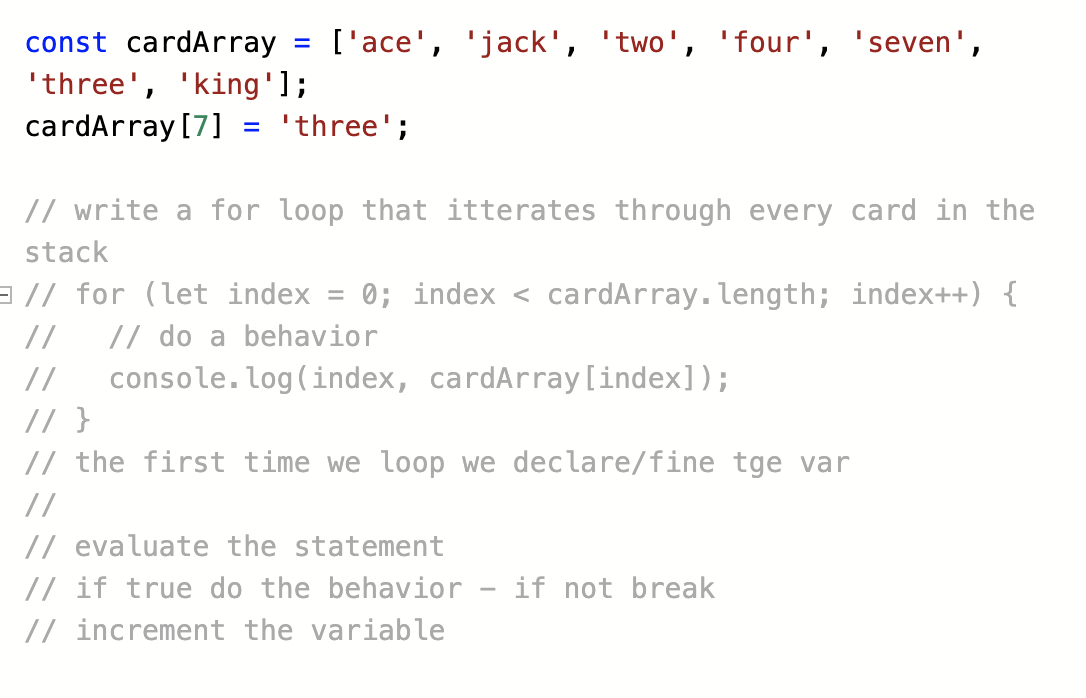 const cardArray = ['ace', 'jack', 'two', 'four', 'seven',
'three', 'king'];
cardArray[7] = 'three';
// write a for loop that itterates through every card in the
stack
// for (let index = 0; index < cardArray.length; index++) {
//   // do a behavior
//   console.log(index, cardArray[index]);
// }
// the first time we loop we declare/fine tge var
//
// evaluate the statement
// if true do the behavior – if not break
// increment the variable